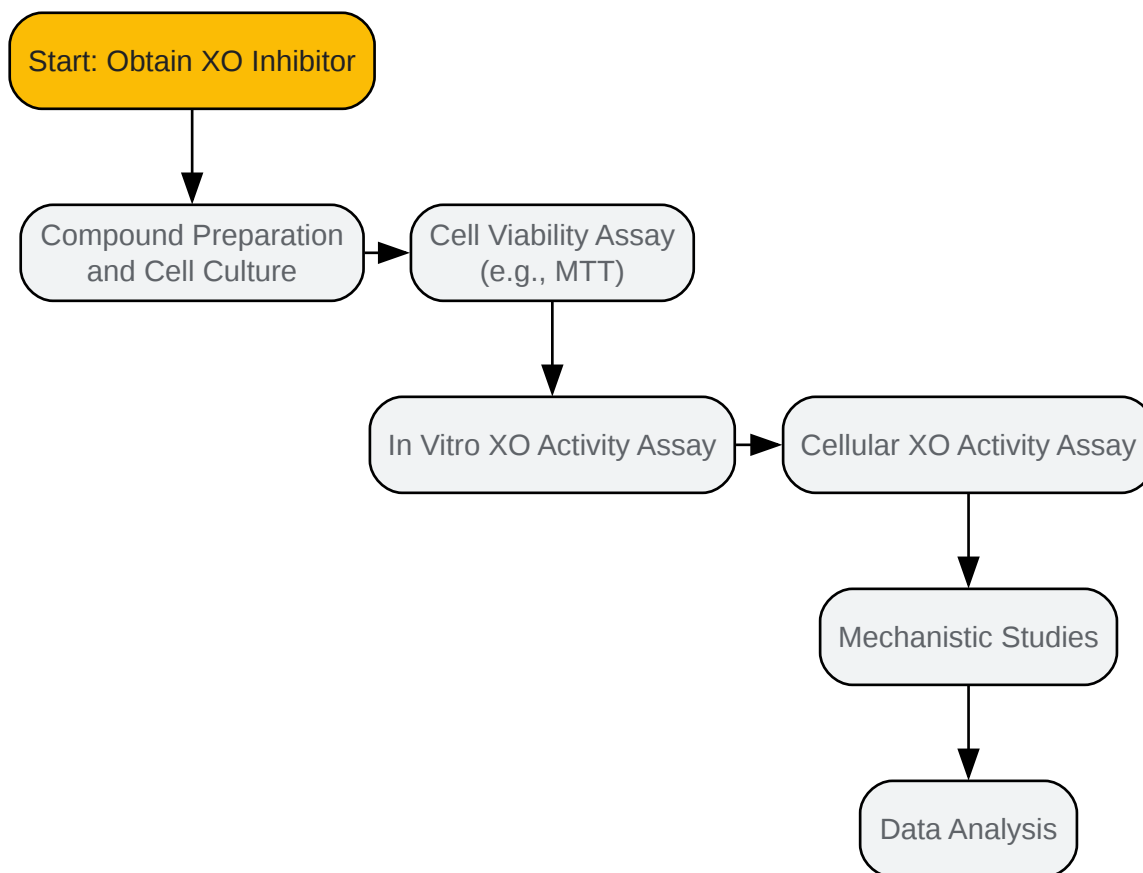 Start: Obtain XO Inhibitor
Compound Preparation
and Cell Culture
Cell Viability Assay
(e.g., MTT)
In Vitro XO Activity Assay
Cellular XO Activity Assay
Mechanistic Studies
Data Analysis